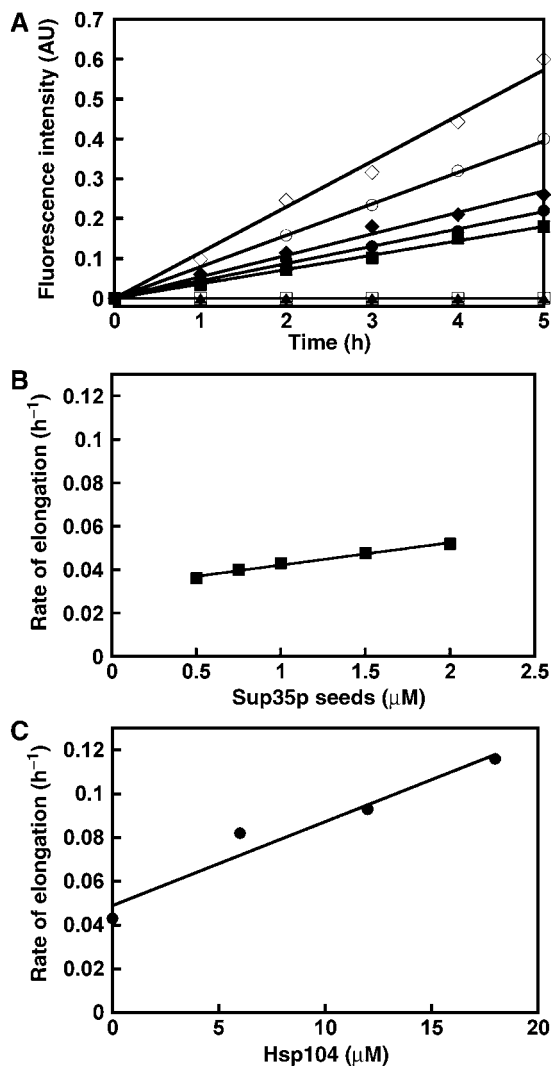 A
Fluorescence intensity (AU)
0.7
0.6
0.5
0.4
0.3
0.2
0.1
0
0 1 2 3 4 5
Time (h)
B
Rate of elongation (h⁻¹)
0.12
0.1
0.08
0.06
0.04
0.02
0
0 0.5 1 1.5 2 2.5
Sup35p seeds (μM)
C
Rate of elongation (h⁻¹)
0.12
0.1
0.08
0.06
0.04
0.02
0
0 5 10 15 20
Hsp104 (μM)